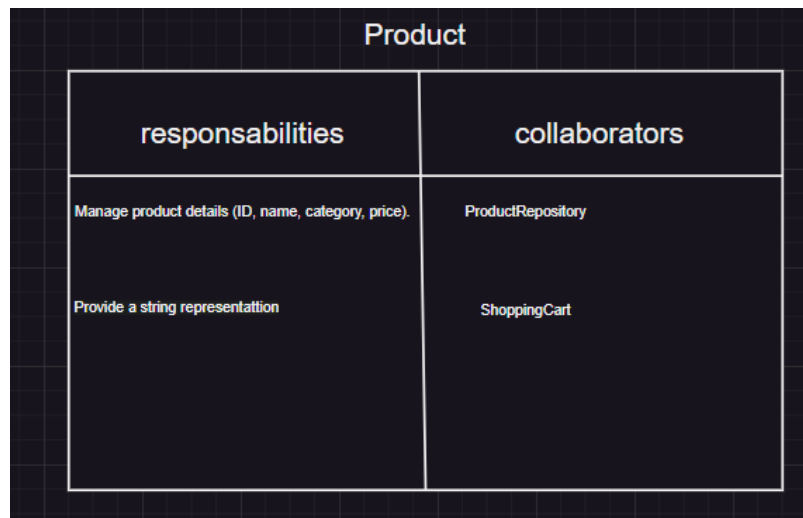 Product
responsabilities
collaborators
Manage product details (ID, name, category, price).
ProductRepository
Provide a string representattion
ShoppingCart